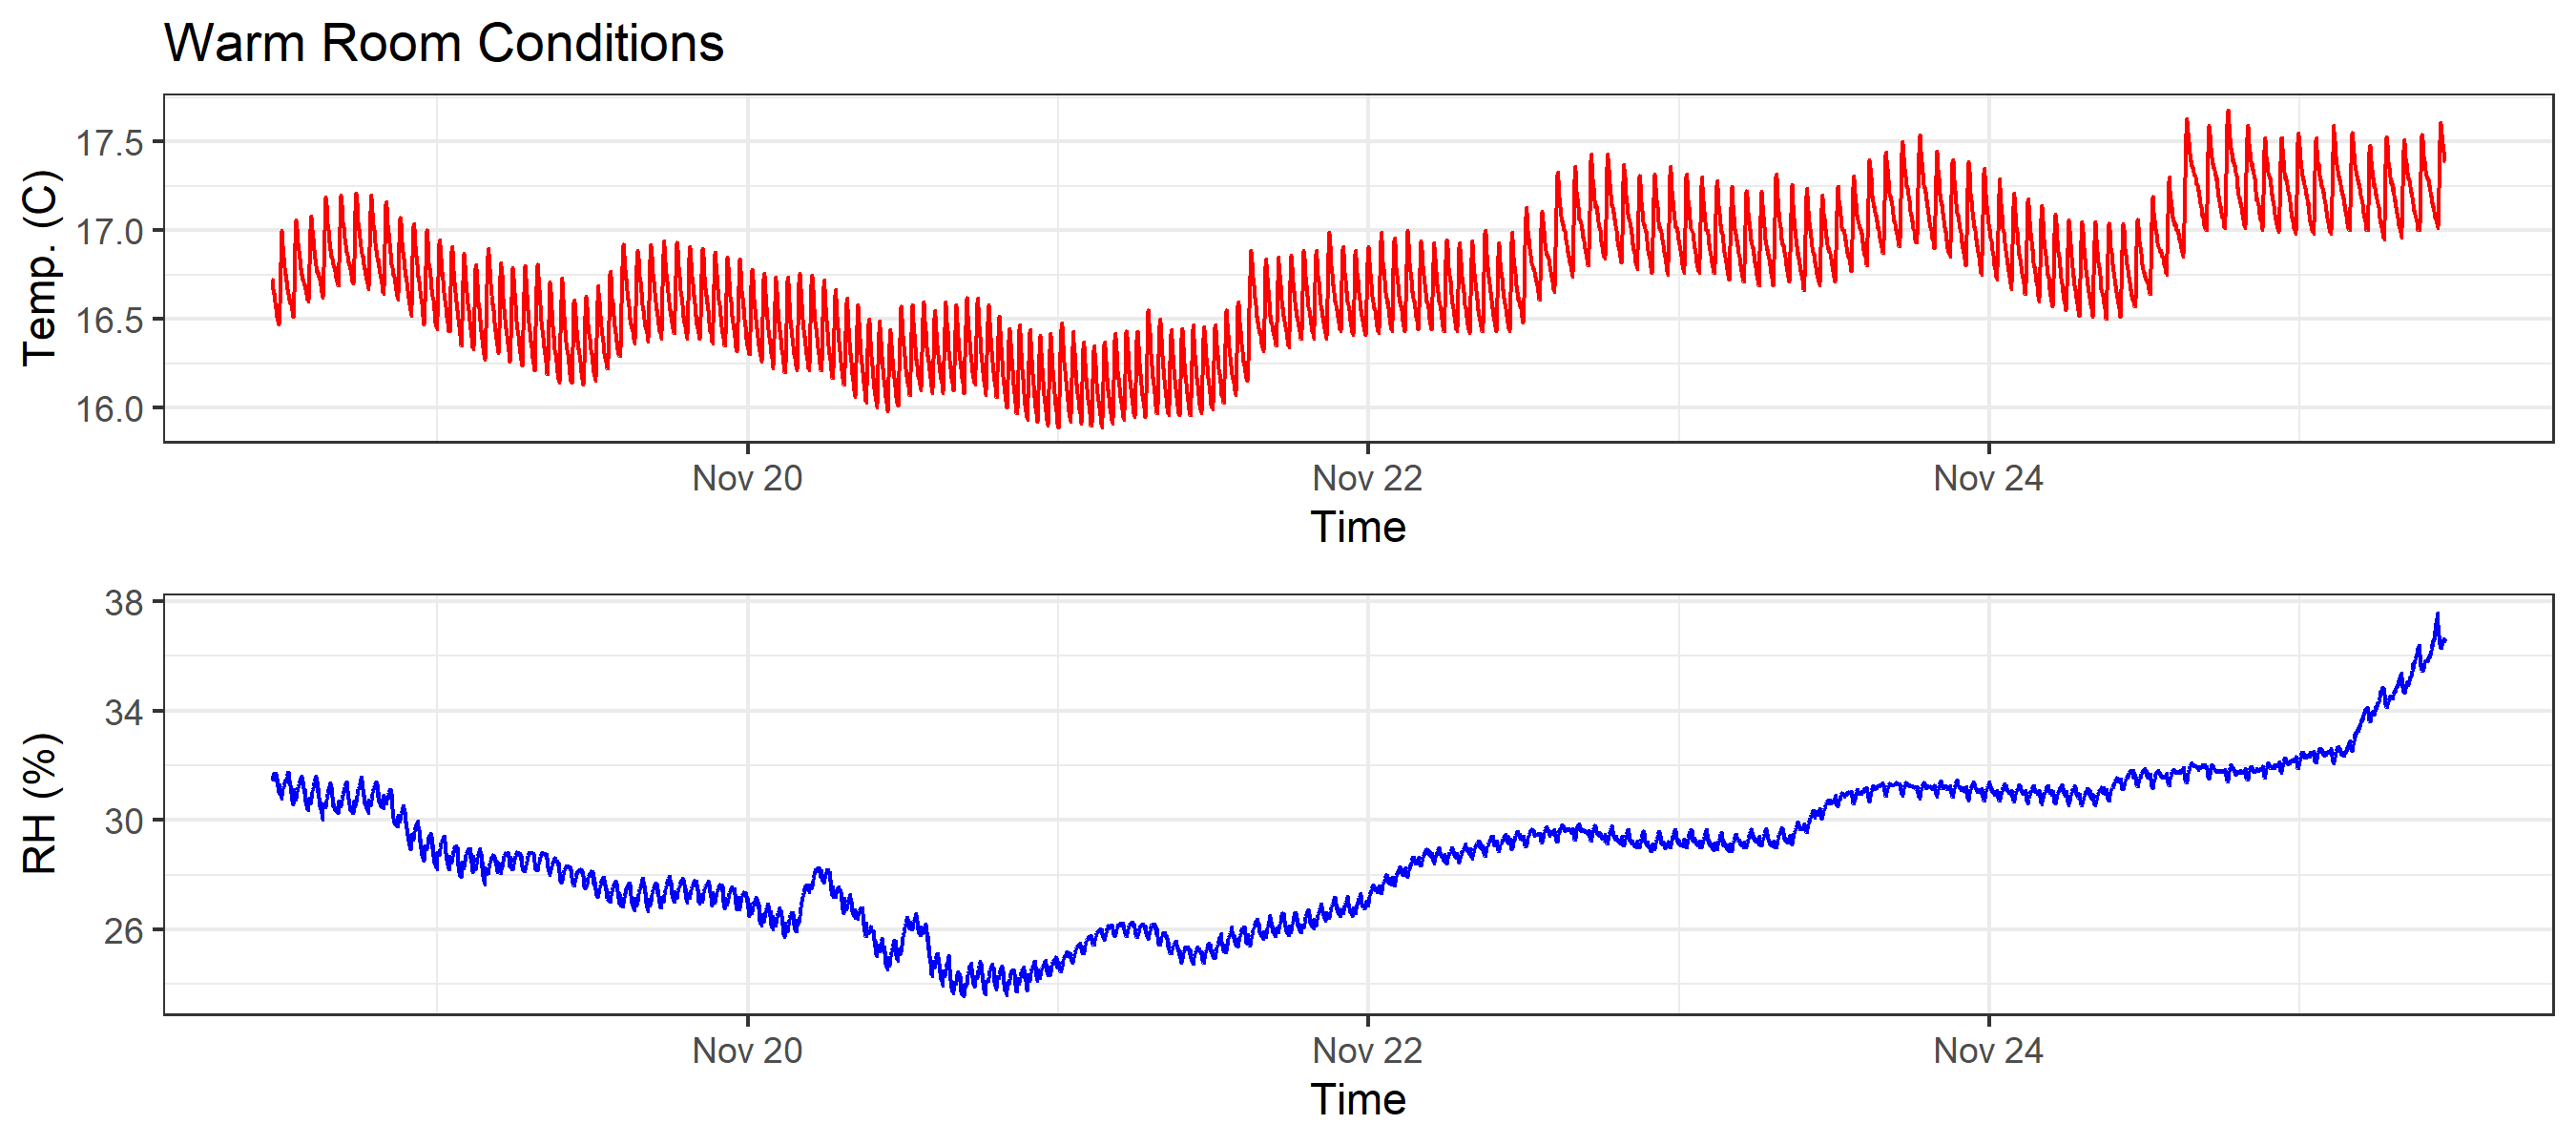 Warm Room Conditions
Temp. (C)
17.5
17.0
16.5
16.0
Nov 20 Nov 22 Nov 24
Time
RH (%)
38
34
30
26
Nov 20 Nov 22 Nov 24
Time